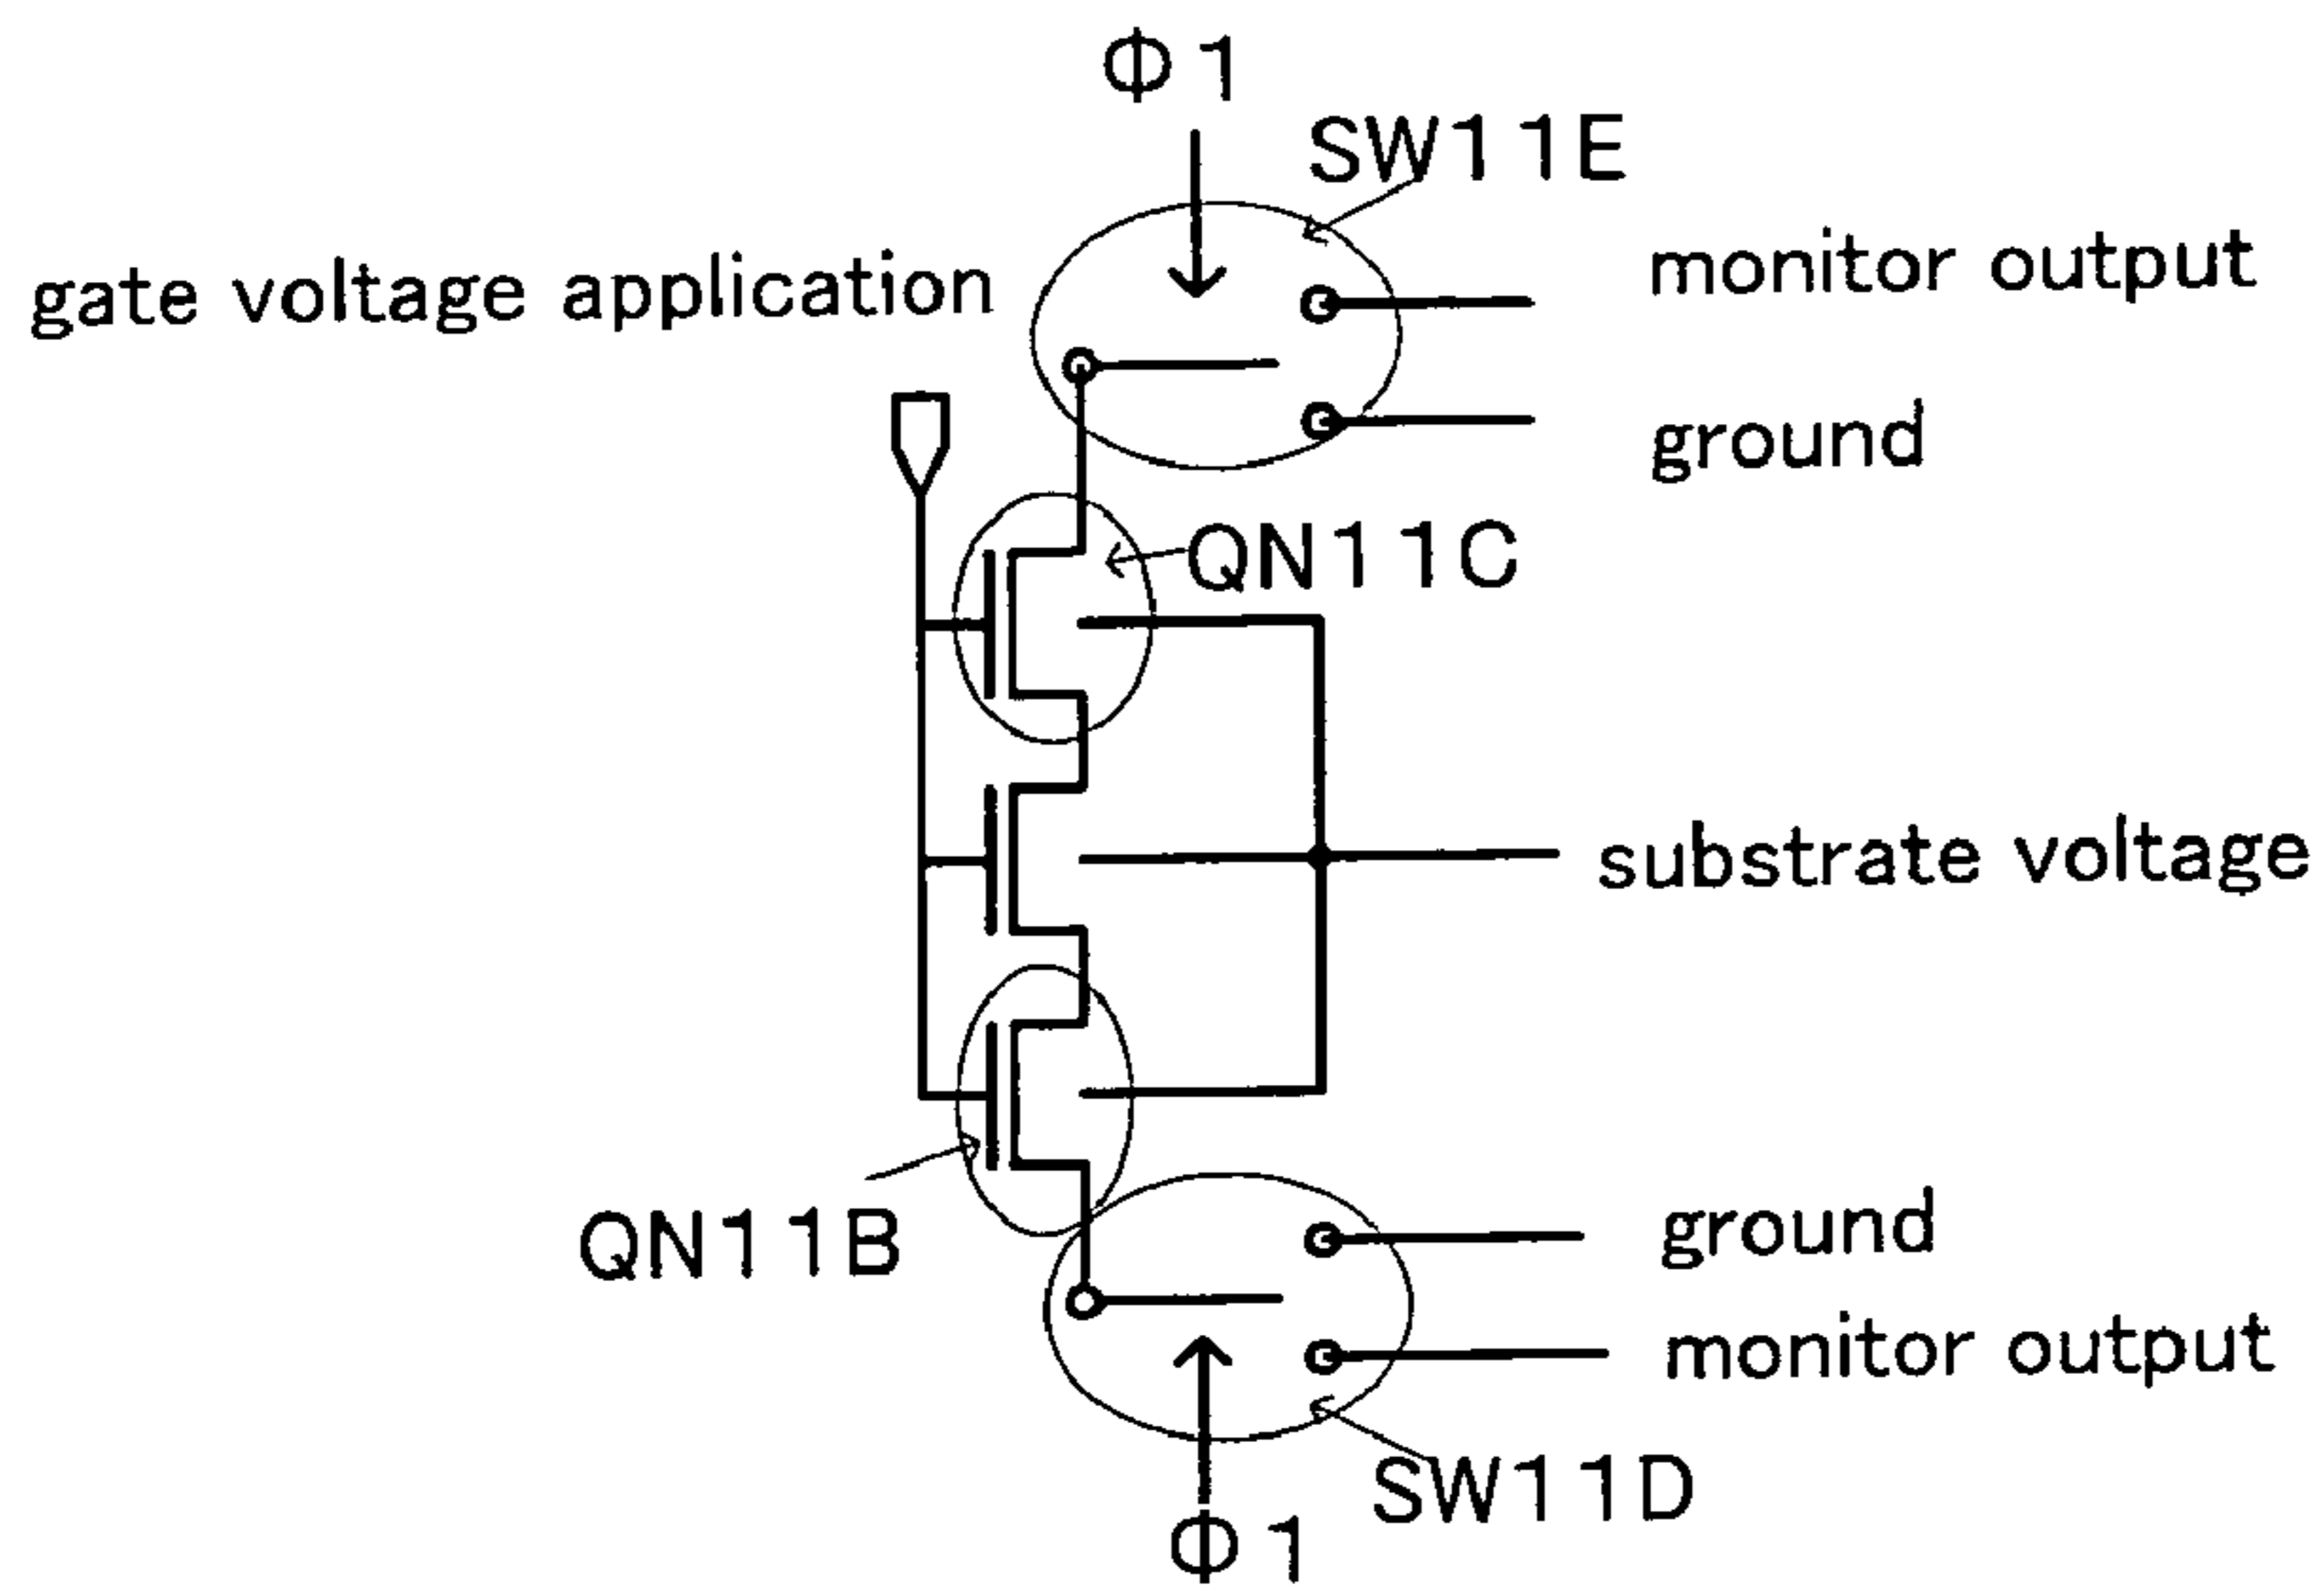 Φ1
SW11E
monitor output
gate voltage application
ground
QN11C
substrate voltage
QN11B
ground
monitor output
SW11D
Φ1